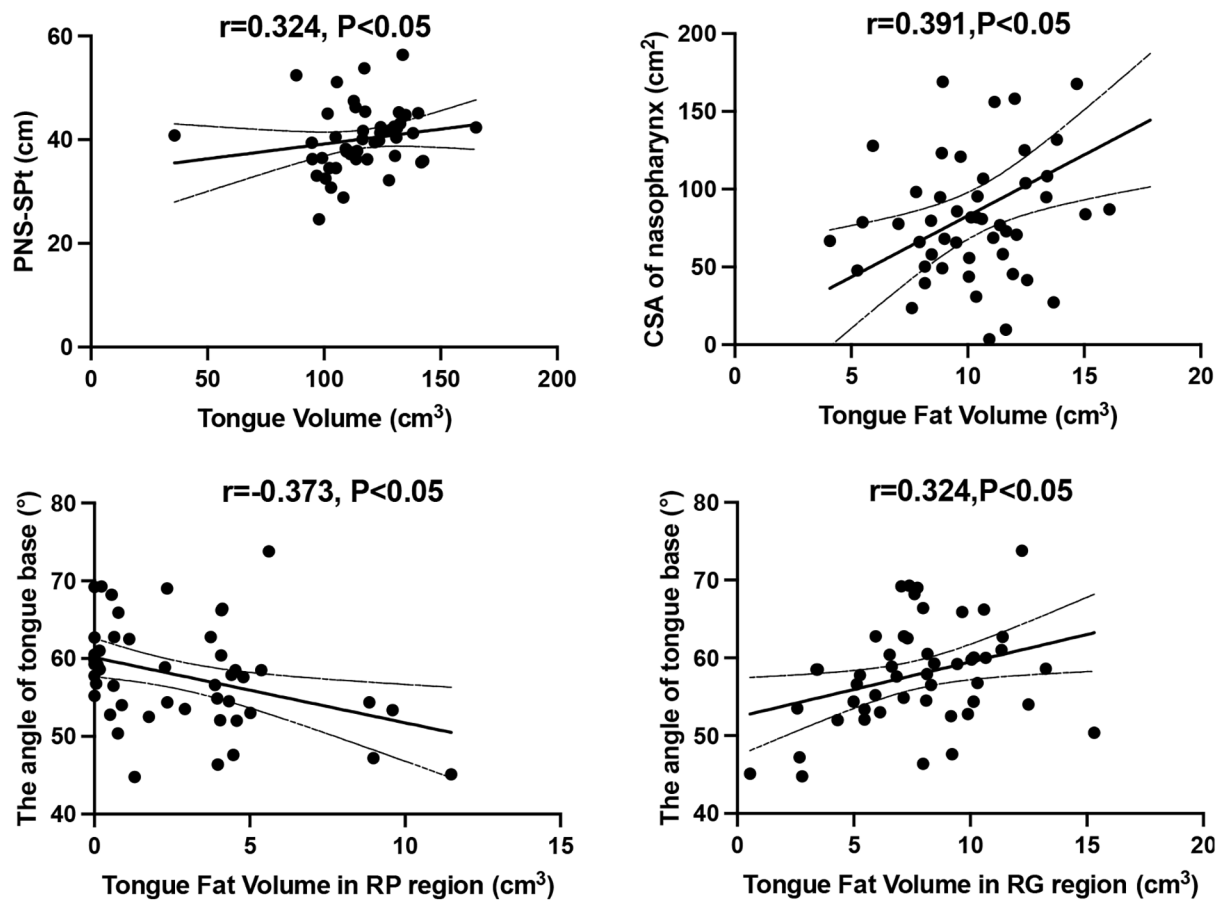 r=0.324, P<0.05
PNS-SPt (cm)
60
40
20
0
0 50 100 150 200
Tongue Volume (cm³)
r=0.391,P<0.05
CSA of nasopharynx (cm²)
200
150
100
50
0
0 5 10 15 20
Tongue Fat Volume (cm³)
r=-0.373, P<0.05
The angle of tongue base (°)
80
70
60
50
40
0 5 10 15
Tongue Fat Volume in RP region (cm³)
r=0.324,P<0.05
The angle of tongue base (°)
80
70
60
50
40
0 5 10 15 20
Tongue Fat Volume in RG region (cm³)